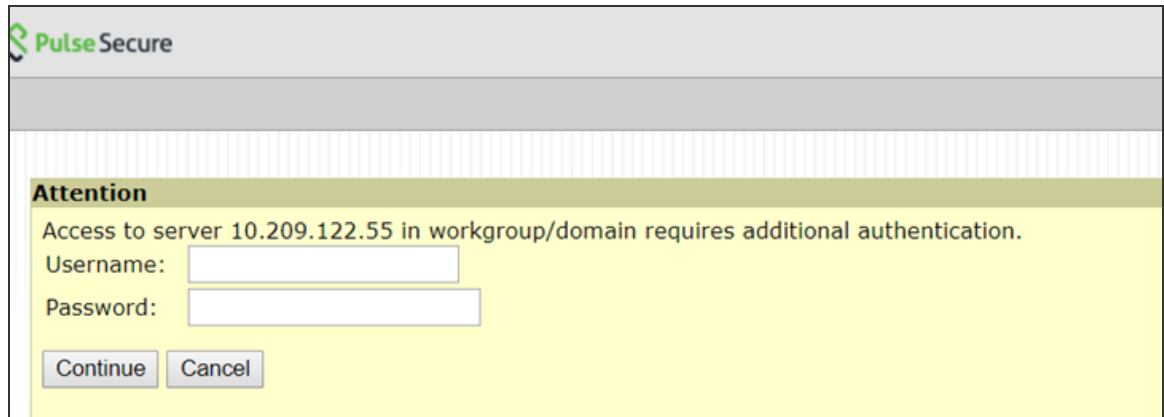 Pulse Secure
Attention
Access to server 10.209.122.55 in workgroup/domain requires additional authentication.
Username:
Password:
Continue Cancel